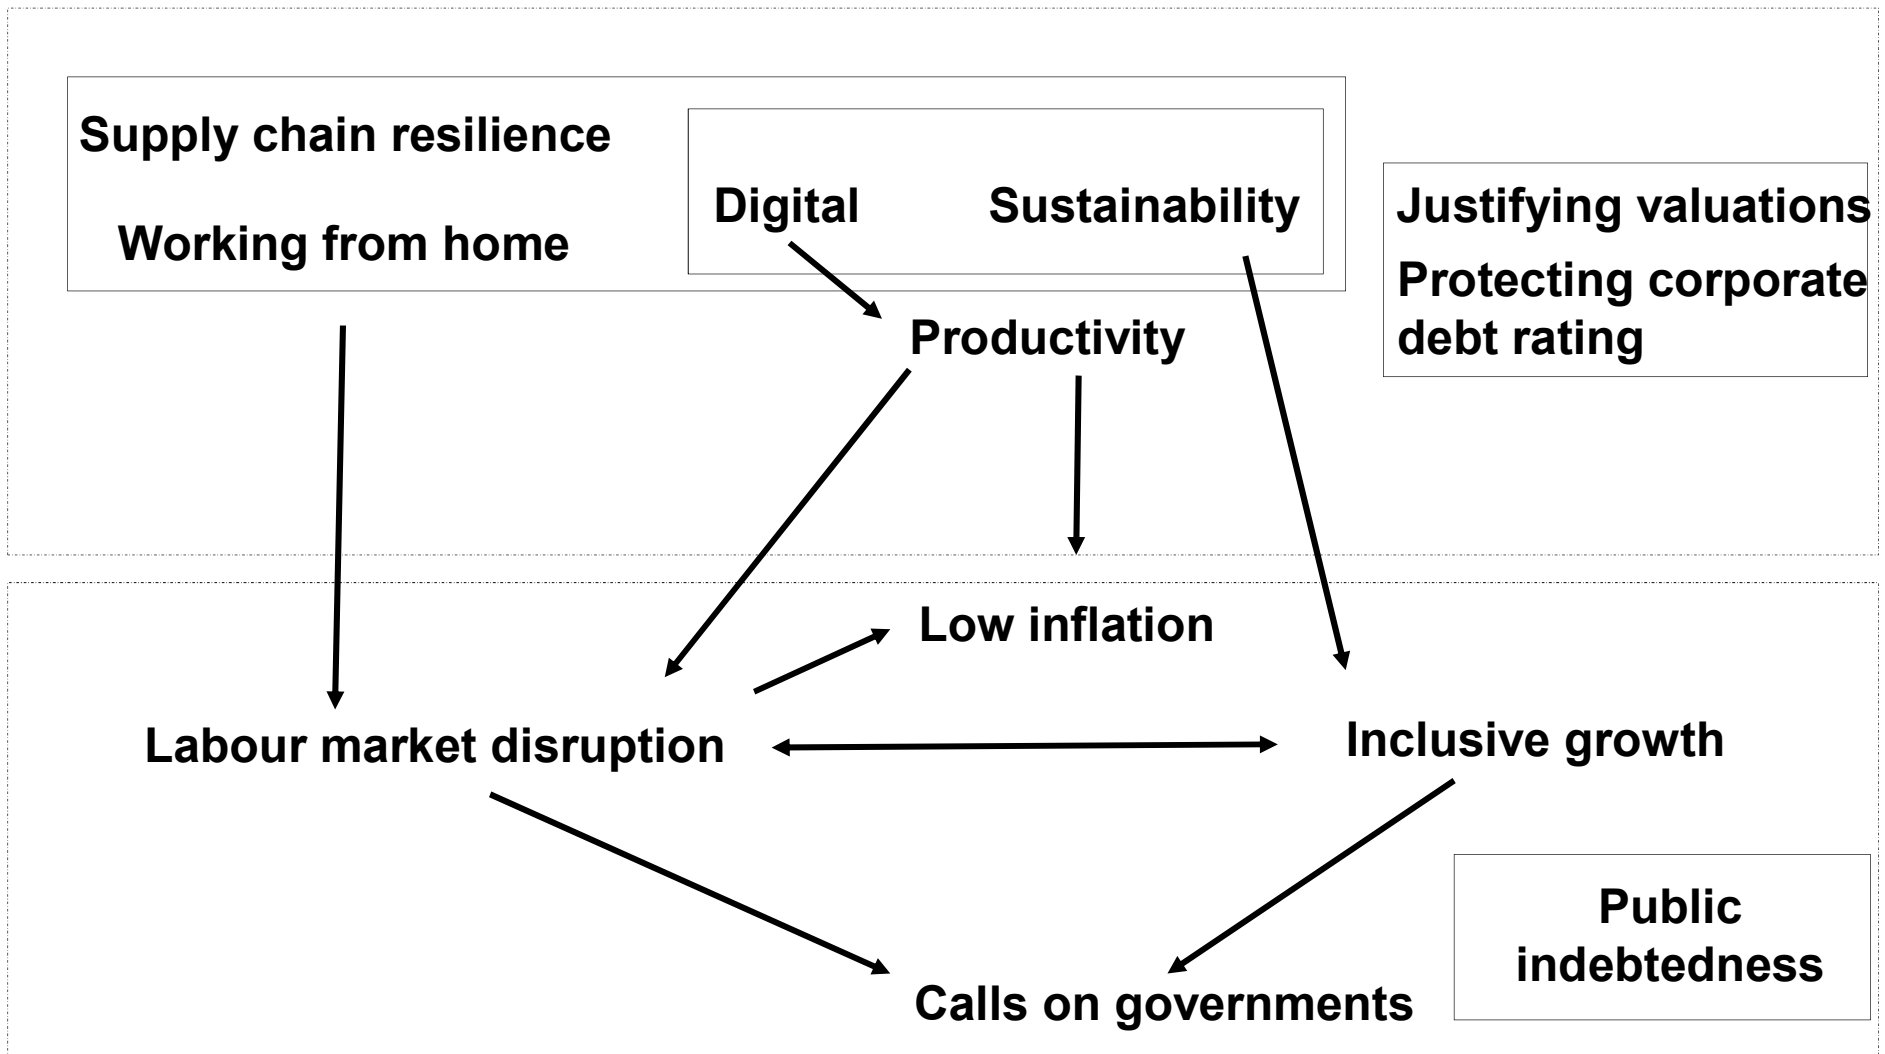 Supply chain resilience
Working from home
Digital
Sustainability
Justifying valuations
Protecting corporate
debt rating
Productivity
Low inflation
Labour market disruption
Inclusive growth
Public
indebtedness
Calls on governments